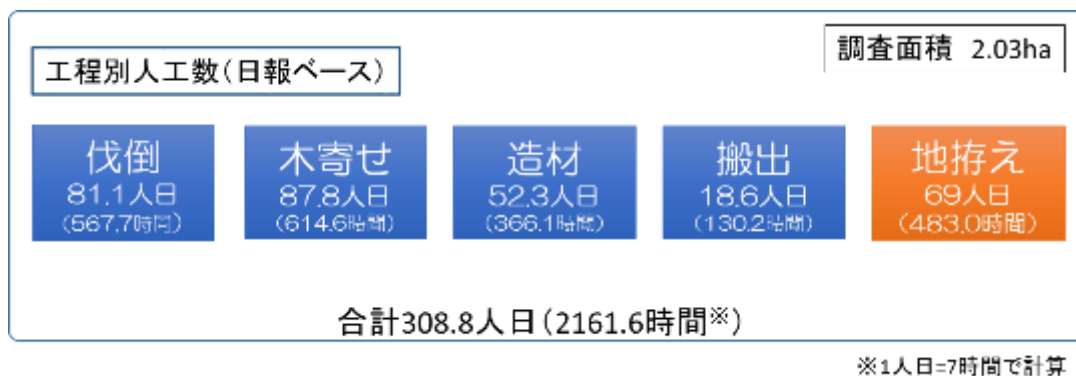 工程別人工数(日報ベース)
調査面積 2.03ha
伐倒
81.1人日
(567.7時間)
木寄せ
87.8人日
(614.6時間)
造材
52.3人日
(366.1時間)
搬出
18.6人日
(130.2時間)
地拵え
69人日
(483.0時間)
合計308.8人日(2161.6時間※)
※1人日=7時間で計算